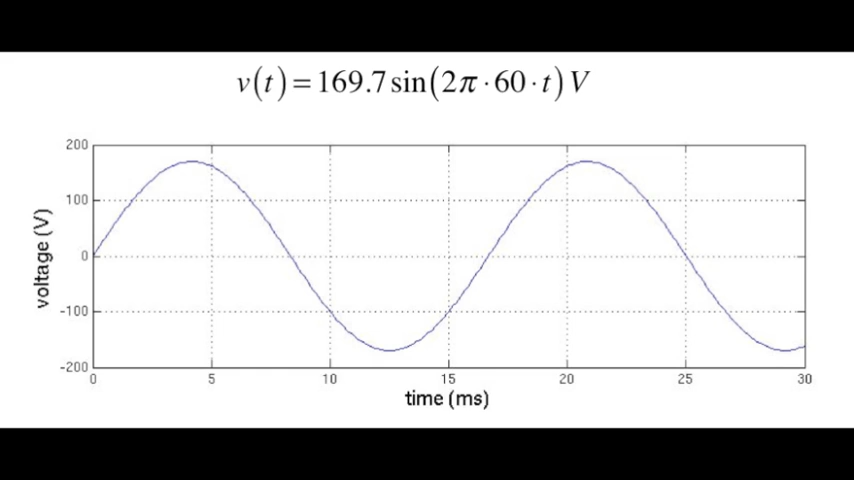 v(t) = 169.7 sin(2π · 60 · t) V
200
100
0
-100
-200
voltage (V)
0 5 10 15 20 25 30
time (ms)